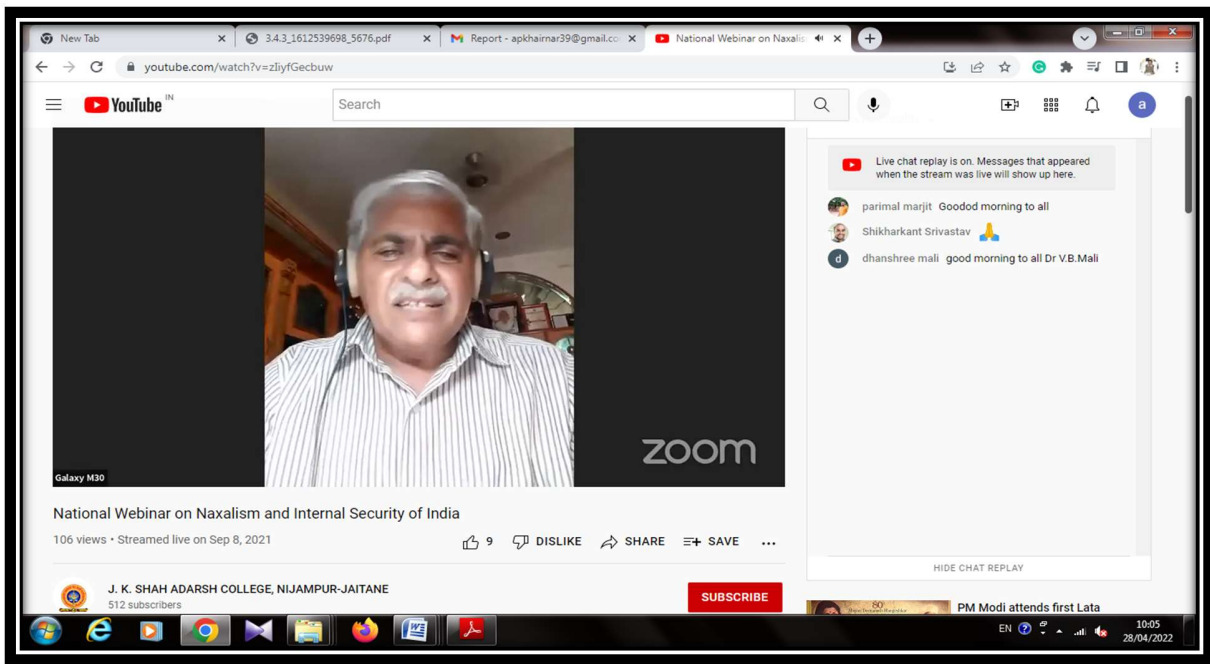 New Tab
3.4.3_1612539698_5676.pdf
Report - apkhairnar39@gmail.co
National Webinar on Naxalis
youtube.com/watch?v=zIiyfGecbuw
YouTube IN
Search
a
Live chat replay is on. Messages that appeared
when the stream was live will show up here.
parimal marjit Goodod morning to all
Shikharkant Srivastav
d dhanshree mali good morning to all Dr V.B.Mali
zoom
Galaxy M30
National Webinar on Naxalism and Internal Security of India
106 views • Streamed live on Sep 8, 2021
9 DISLIKE SHARE SAVE ...
HIDE CHAT REPLAY
J. K. SHAH ADARSH COLLEGE, NIJAMPUR-JAITANE
512 subscribers
SUBSCRIBE
80
PM Modi attends first Lata
EN
10:05
28/04/2022